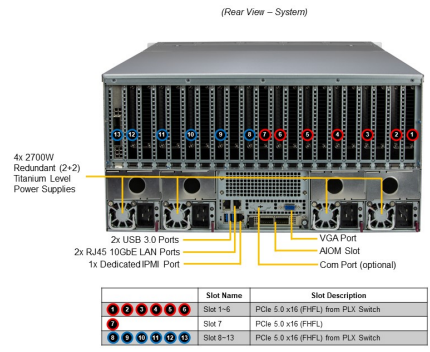 (Rear View – System)
13 12 11 10 9 8 7 6 5 4 3 2 1
4x 2700W
Redundant (2+2)
Titanium Level
Power Supplies
2x USB 3.0 Ports
2x RJ45 10GbE LAN Ports
1x Dedicated IPMI Port
VGA Port
AIOM Slot
Com Port (optional)
Slot Name Slot Description
1 2 3 4 5 6 Slot 1~6 PCIe 5.0 x16 (FHFL) from PLX Switch
7 Slot 7 PCIe 5.0 x16 (FHFL)
8 9 10 11 12 13 Slot 8~13 PCIe 5.0 x16 (FHFL) from PLX Switch